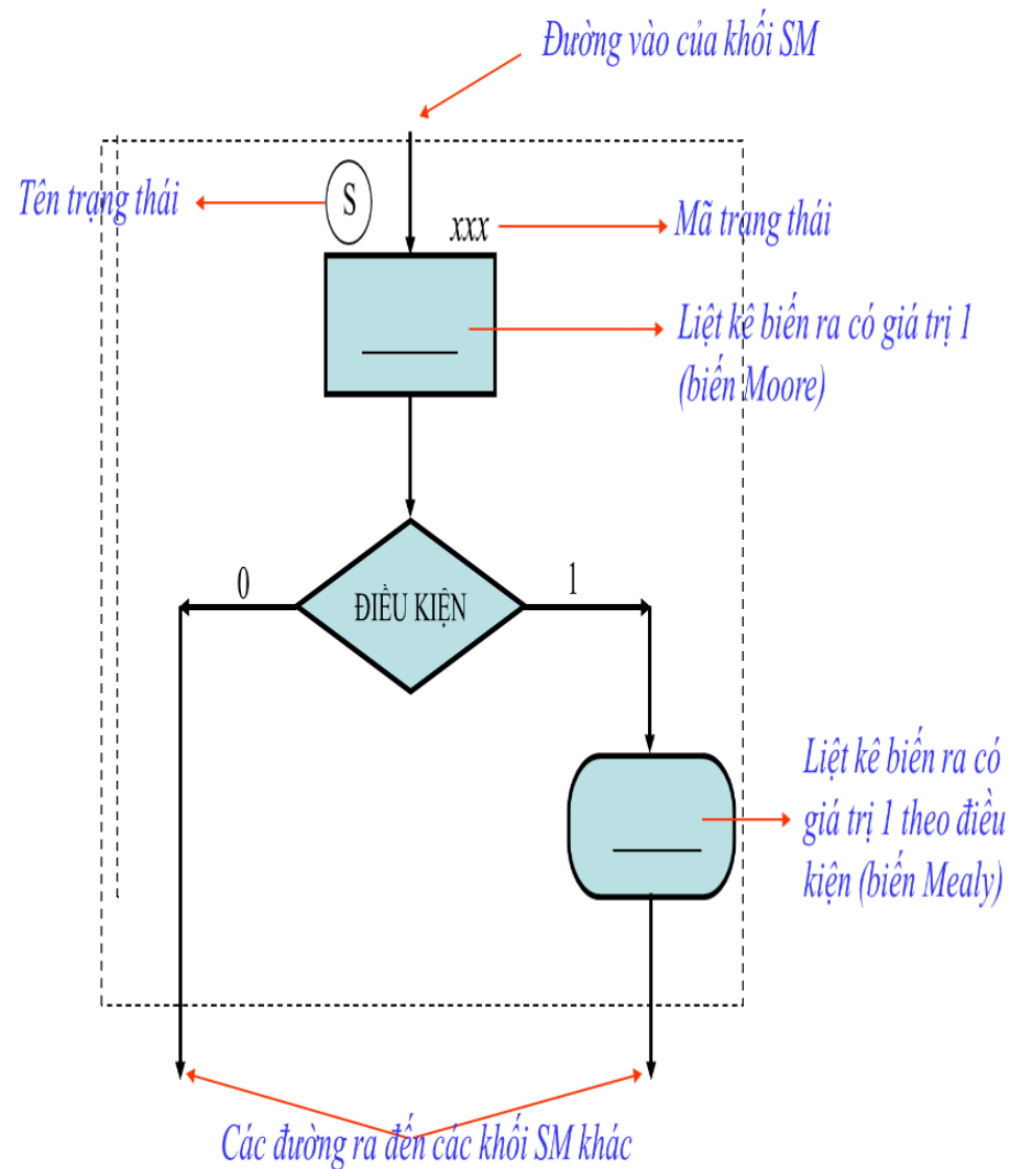 Đường vào của khối SM
Tên trạng thái
S
xxx
Mã trạng thái
Liệt kê biến ra có giá trị 1
(biến Moore)
0
ĐIỀU KIỆN
1
Liệt kê biến ra có
giá trị 1 theo điều
kiện (biến Mealy)
Các đường ra đến các khối SM khác